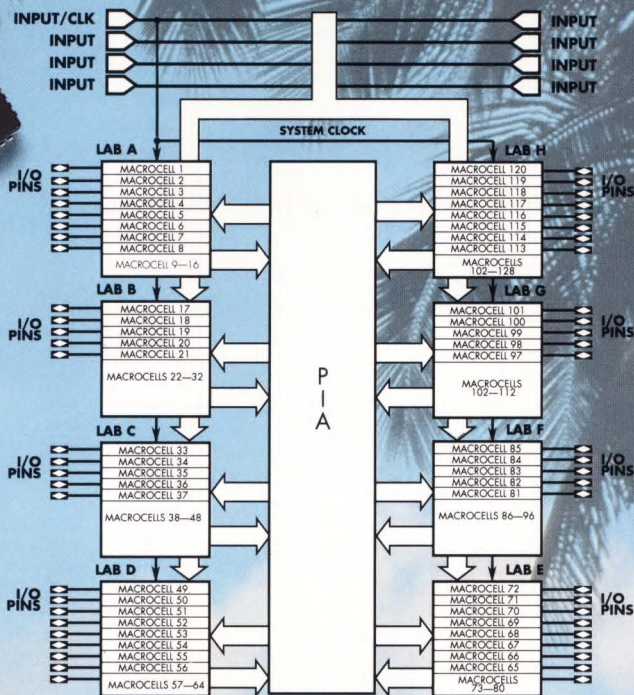 INPUT/CLK
INPUT
INPUT
INPUT
INPUT
INPUT
INPUT
INPUT
SYSTEM CLOCK
LAB A
I/O
PINS
MACROCELL 1
MACROCELL 2
MACROCELL 3
MACROCELL 4
MACROCELL 5
MACROCELL 6
MACROCELL 7
MACROCELL 8
MACROCELL 9—16
LAB B
I/O
PINS
MACROCELL 17
MACROCELL 18
MACROCELL 19
MACROCELL 20
MACROCELL 21
MACROCELLS 22—32
LAB C
I/O
PINS
MACROCELL 33
MACROCELL 34
MACROCELL 35
MACROCELL 36
MACROCELL 37
MACROCELLS 38—48
LAB D
I/O
PINS
MACROCELL 49
MACROCELL 50
MACROCELL 51
MACROCELL 52
MACROCELL 53
MACROCELL 54
MACROCELL 55
MACROCELL 56
MACROCELLS 57—64
P
I
A
LAB H
I/O
PINS
MACROCELL 120
MACROCELL 119
MACROCELL 118
MACROCELL 117
MACROCELL 116
MACROCELL 115
MACROCELL 114
MACROCELL 113
MACROCELLS
102—128
LAB G
I/O
PINS
MACROCELL 101
MACROCELL 100
MACROCELL 99
MACROCELL 98
MACROCELL 97
MACROCELLS
102—112
LAB F
I/O
PINS
MACROCELL 85
MACROCELL 84
MACROCELL 83
MACROCELL 82
MACROCELL 81
MACROCELLS 86—96
LAB E
I/O
PINS
MACROCELL 72
MACROCELL 71
MACROCELL 70
MACROCELL 69
MACROCELL 68
MACROCELL 67
MACROCELL 66
MACROCELL 65
MACROCELLS
73—80